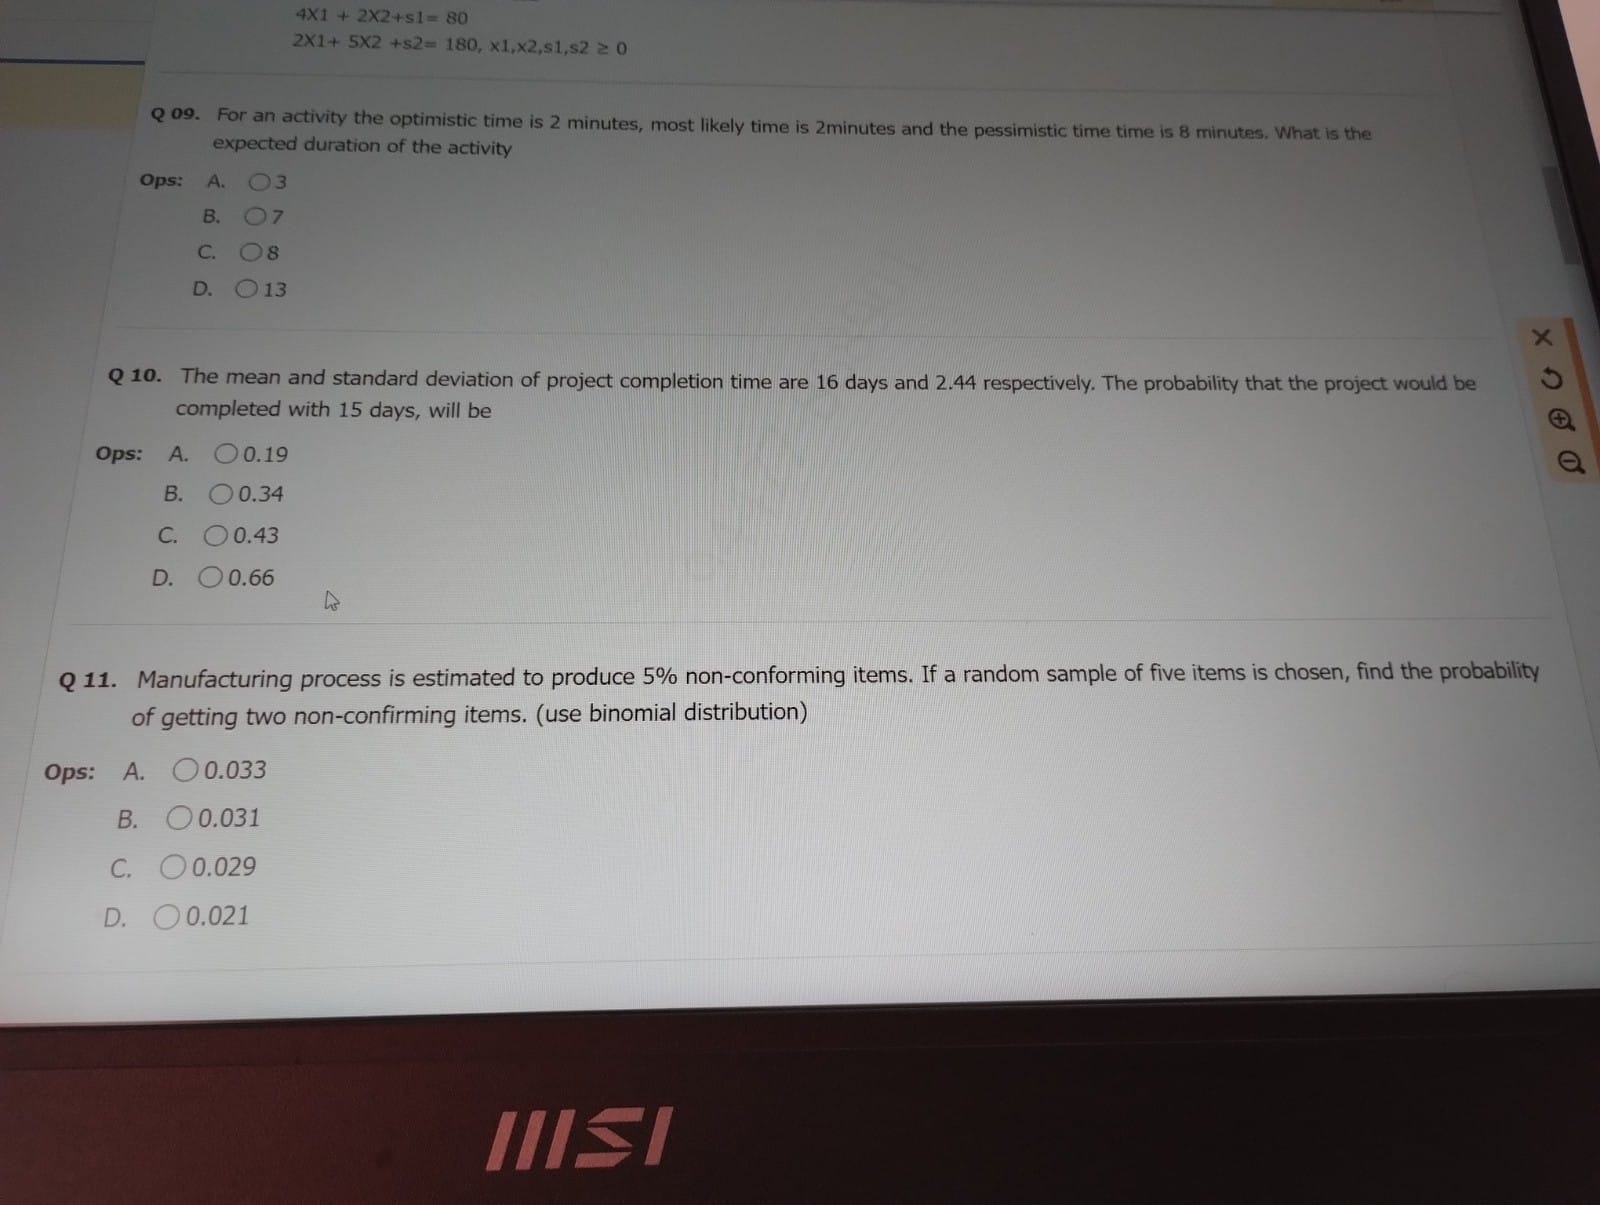 4X1 + 2X2+s1= 80
2X1+ 5X2 +s2= 180, x1,x2,s1,s2 ≥ 0
Q 09. For an activity the optimistic time is 2 minutes, most likely time is 2minutes and the pessimistic time time is 8 minutes. What is the
expected duration of the activity
Ops: A. 3
B. 7
C. 8
D. 13
Q 10. The mean and standard deviation of project completion time are 16 days and 2.44 respectively. The probability that the project would be
completed with 15 days, will be
Ops: A. 0.19
B. 0.34
C. 0.43
D. 0.66
Q 11. Manufacturing process is estimated to produce 5% non-conforming items. If a random sample of five items is chosen, find the probability
of getting two non-confirming items. (use binomial distribution)
Ops: A. 0.033
B. 0.031
C. 0.029
D. 0.021
msi